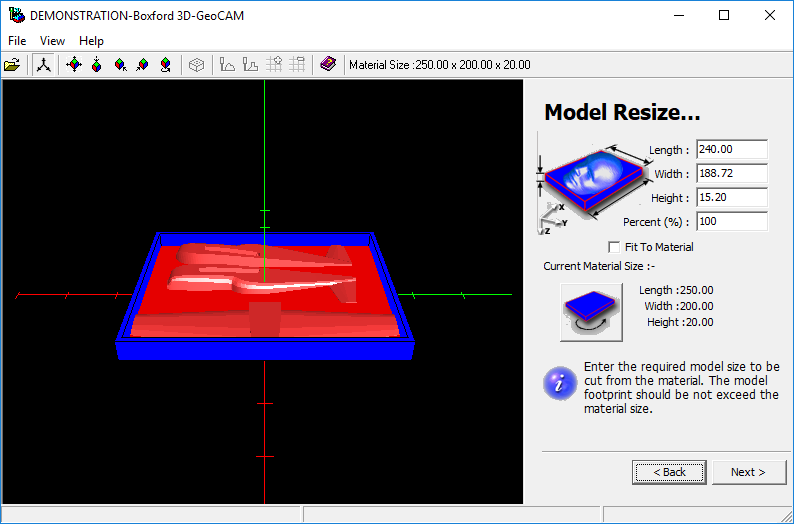 DEMONSTRATION-Boxford 3D-GeoCAM
File View Help
Material Size :250.00 x 200.00 x 20.00
Model Resize...
Length : 240.00
Width : 188.72
Height : 15.20
Percent (%) : 100
X
Y
Z
Fit To Material
Current Material Size :-
Length :250.00
Width :200.00
Height :20.00
i
Enter the required model size to be
cut from the material. The model
footprint should be not exceed the
material size.
< Back
Next >